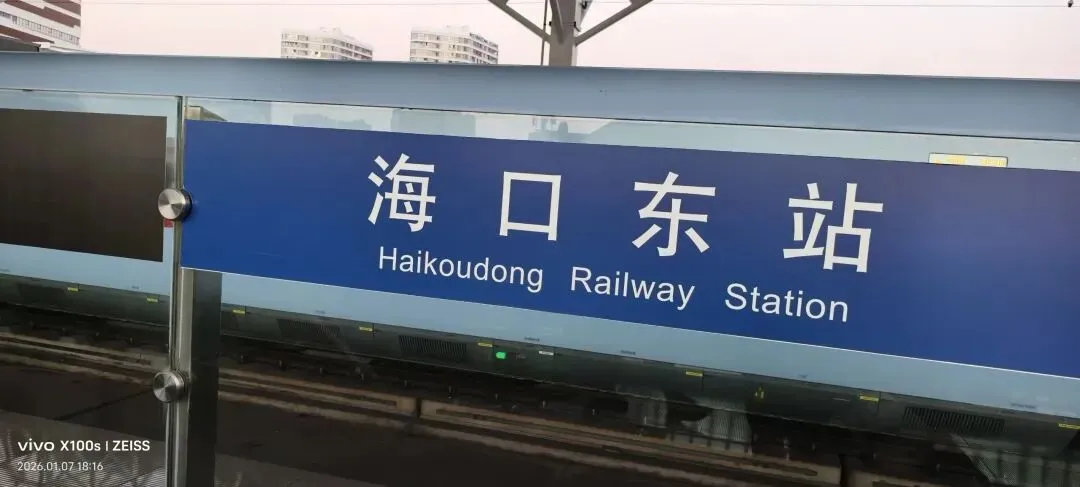 海口东站
Haikoudong Railway Station
vivo X100s | ZEISS
2026.01.07 18:16